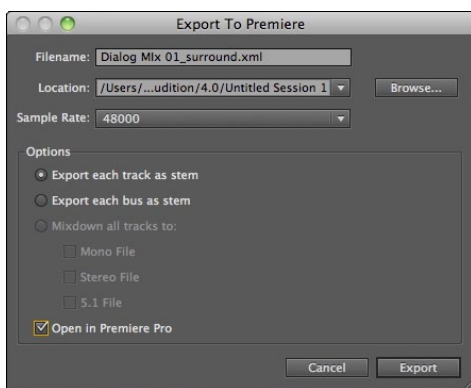 Export To Premiere
Filename: Dialog MIx 01_surround.xml
Location: /Users/...udition/4.0/Untitled Session 1 Browse...
Sample Rate: 48000
Options
Export each track as stem
Export each bus as stem
Mixdown all tracks to:
Mono File
Stereo File
5.1 File
Open in Premiere Pro
Cancel Export